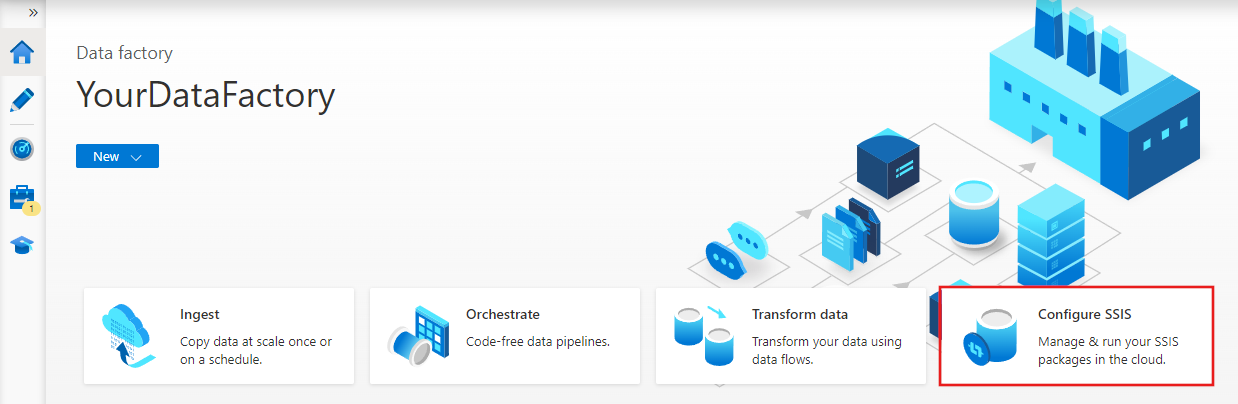 »
Data factory
YourDataFactory
New
1
Ingest
Copy data at scale once or
on a schedule.
Orchestrate
Code-free data pipelines.
Transform data
Transform your data using
data flows.
Configure SSIS
Manage & run your SSIS
packages in the cloud.